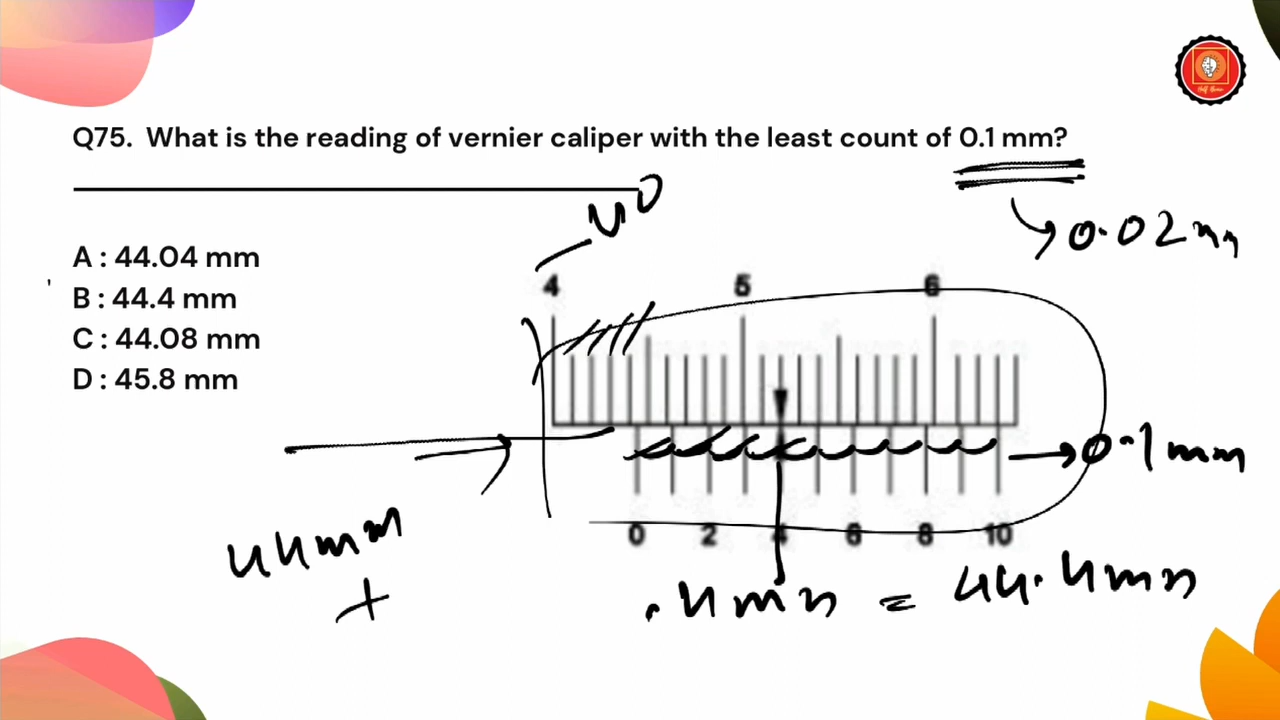 Q75. What is the reading of vernier caliper with the least count of 0.1 mm?
40
0.02mm
A : 44.04 mm
B : 44.4 mm
C : 44.08 mm
D : 45.8 mm
4 5 6
0.1mm
0 2 4 6 8 10
44mm
+ .4mm = 44.4mm